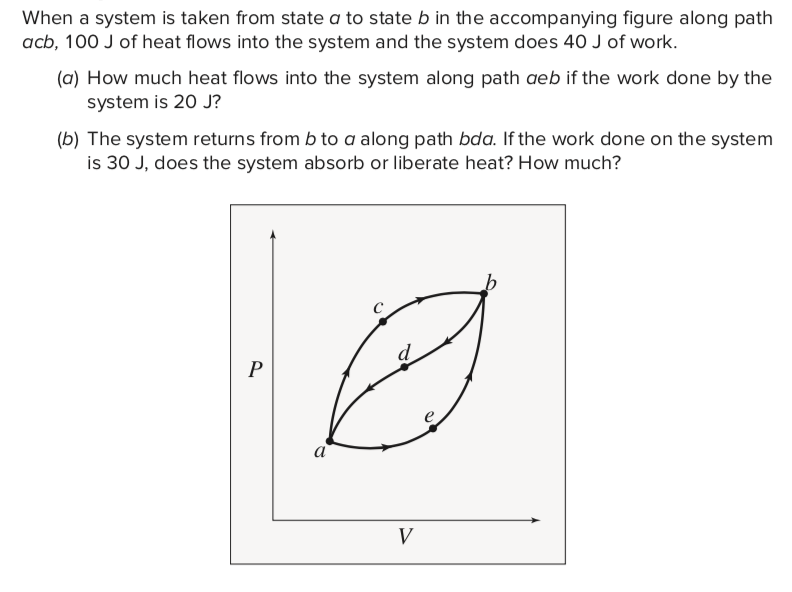 When a system is taken from state a to state b in the accompanying figure along path
acb, 100 J of heat flows into the system and the system does 40 J of work.
(a) How much heat flows into the system along path aeb if the work done by the
system is 20 J?
(b) The system returns from b to a along path bda. If the work done on the system
is 30 J, does the system absorb or liberate heat? How much?
b
c
d
P
e
a
V